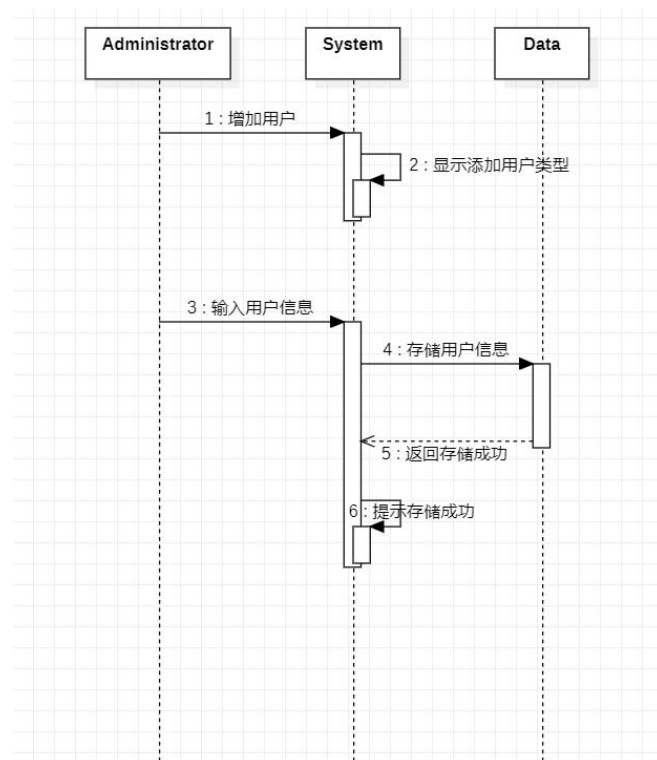 Administrator
System
Data
1 : 增加用户
2 : 显示添加用户类型
3 : 输入用户信息
4 : 存储用户信息
5 : 返回存储成功
6 : 提示存储成功